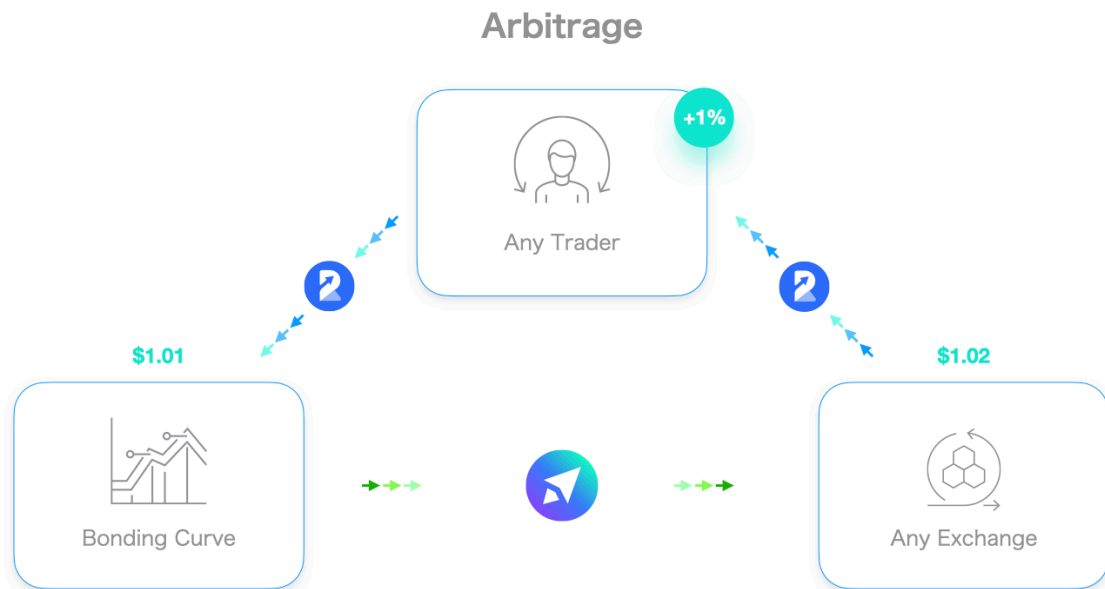 Arbitrage
+1%
Any Trader
$1.01
$1.02
Bonding Curve
Any Exchange